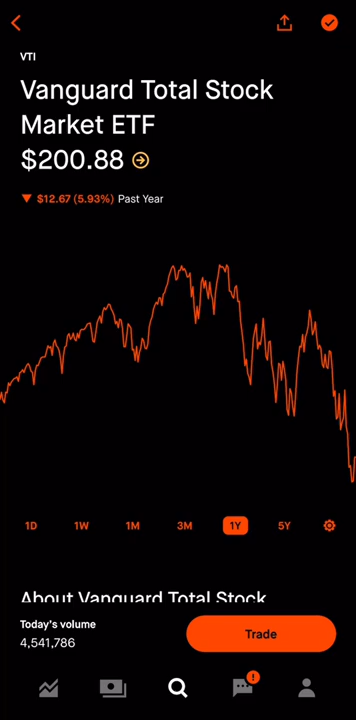 VTI
Vanguard Total Stock
Market ETF
$200.88
▼ $12.67 (5.93%) Past Year
1D 1W 1M 3M 1Y 5Y
About Vanguard Total Stock
Today's volume
4,541,786
Trade
!